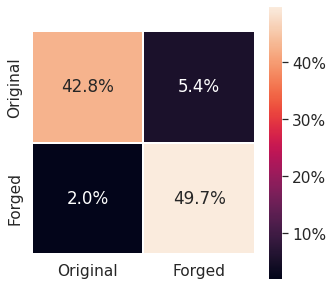 Original
42.8%
5.4%
Forged
2.0%
49.7%
Original
Forged
40%
30%
20%
10%